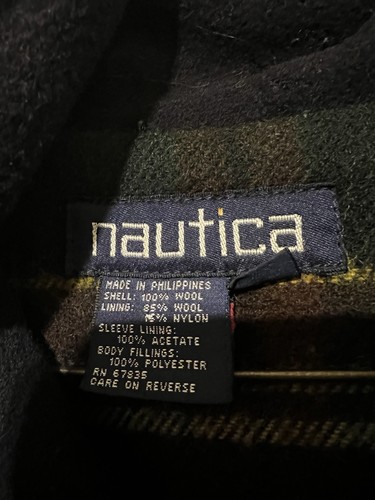 nautica
MADE IN PHILIPPINES
SHELL: 100% WOOL
LINING: 85% WOOL
15% NYLON
SLEEVE LINING:
100% ACETATE
BODY FILLINGS:
100% POLYESTER
RN 67835
CARE ON REVERSE